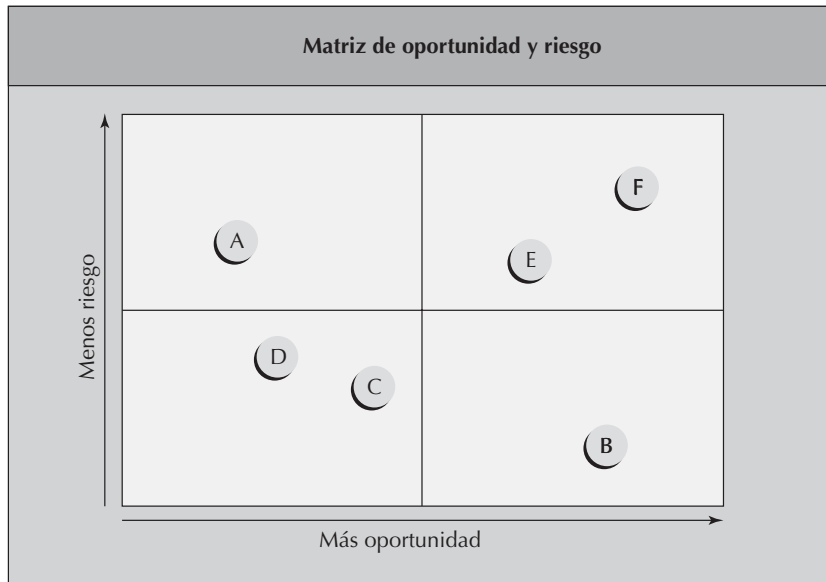 Matriz de oportunidad y riesgo
F
A
E
Menos riesgo
D
C
B
Más oportunidad